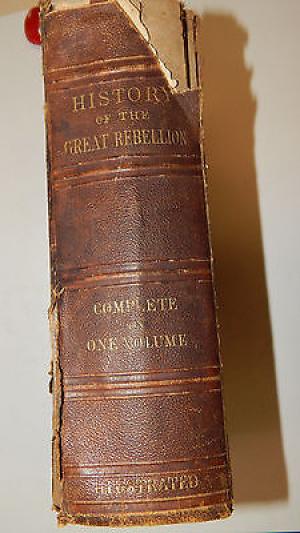 HISTORY
OF THE
GREAT REBELLION
COMPLETE
IN
ONE VOLUME
ILLUSTRATED